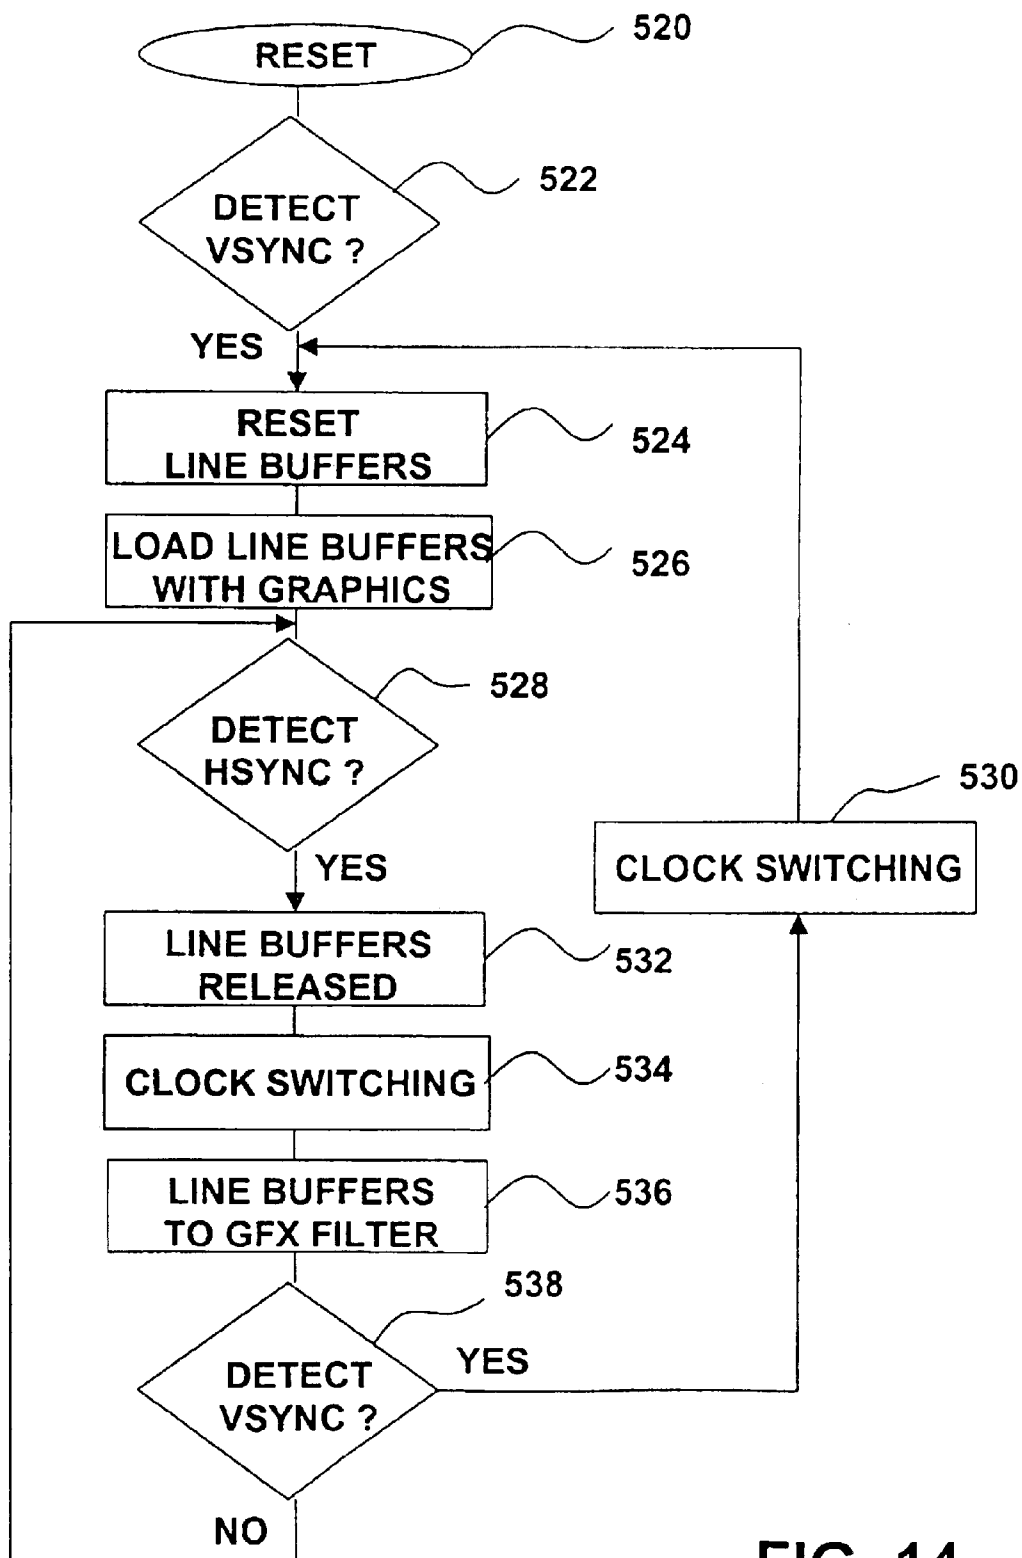 RESET
520
DETECT
VSYNC ?
522
YES
RESET
LINE BUFFERS
524
LOAD LINE BUFFERS
WITH GRAPHICS
526
DETECT
HSYNC ?
528
YES
530
CLOCK SWITCHING
LINE BUFFERS
RELEASED
532
CLOCK SWITCHING
534
LINE BUFFERS
TO GFX FILTER
536
538
DETECT
VSYNC ?
YES
NO
FIG. 14